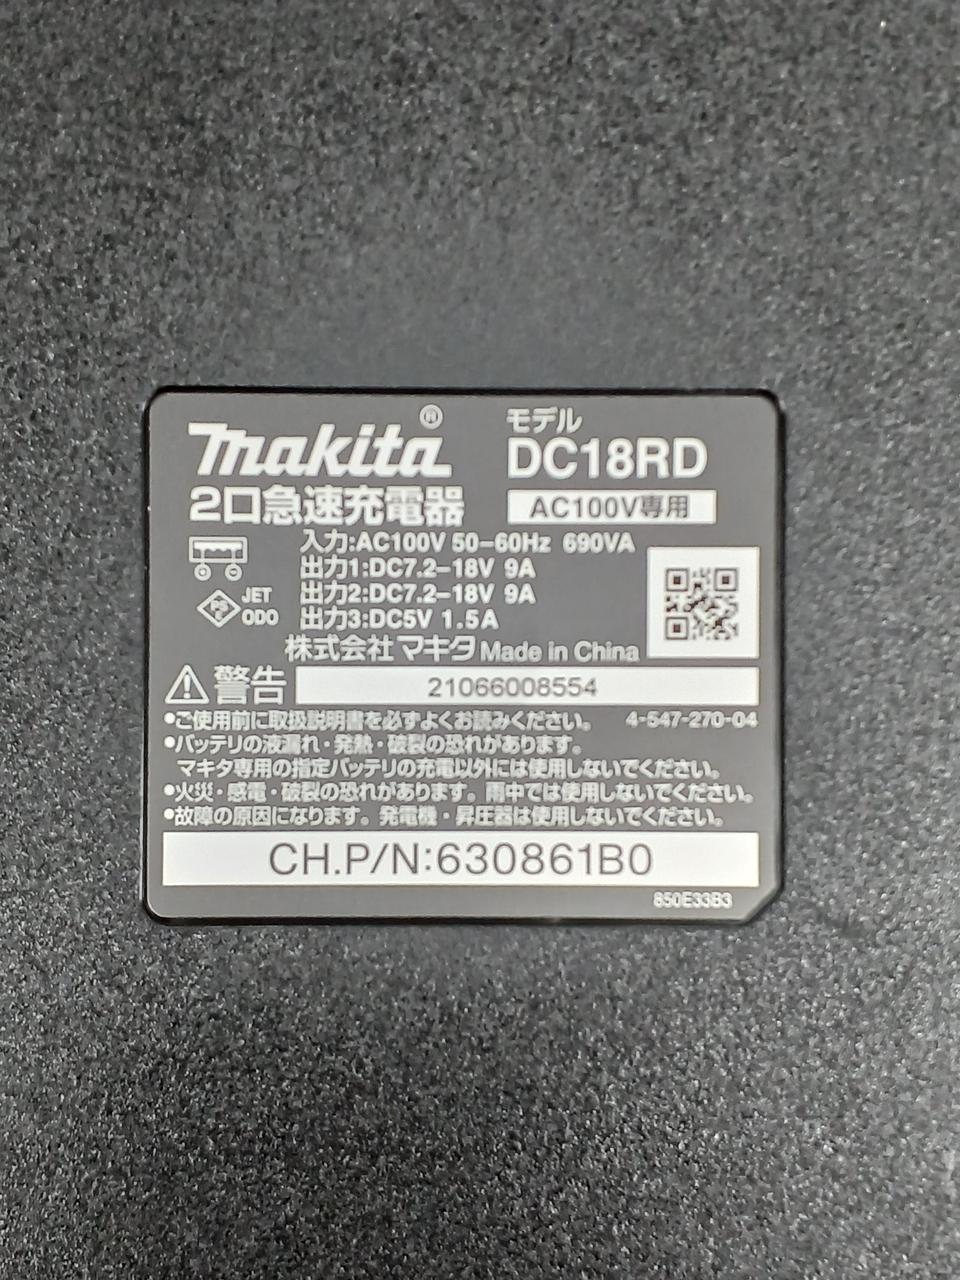 makita®
モデル
DC18RD
2口急速充電器
AC100V専用
入力:AC100V 50-60Hz 690VA
出力1:DC7.2-18V 9A
出力2:DC7.2-18V 9A
出力3:DC5V 1.5A
PS
E
JET
ODO
株式会社マキタ Made in China
⚠警告
21066008554
•ご使用前に取扱説明書を必ずよくお読みください。 4-547-270-04
•バッテリの液漏れ・発熱・破裂の恐れがあります。
マキタ専用の指定バッテリの充電以外には使用しないでください。
•火災・感電・破裂の恐れがあります。雨中では使用しないでください。
•故障の原因になります。発電機・昇圧器は使用しないでください。
CH.P/N:630861B0
850E33B3